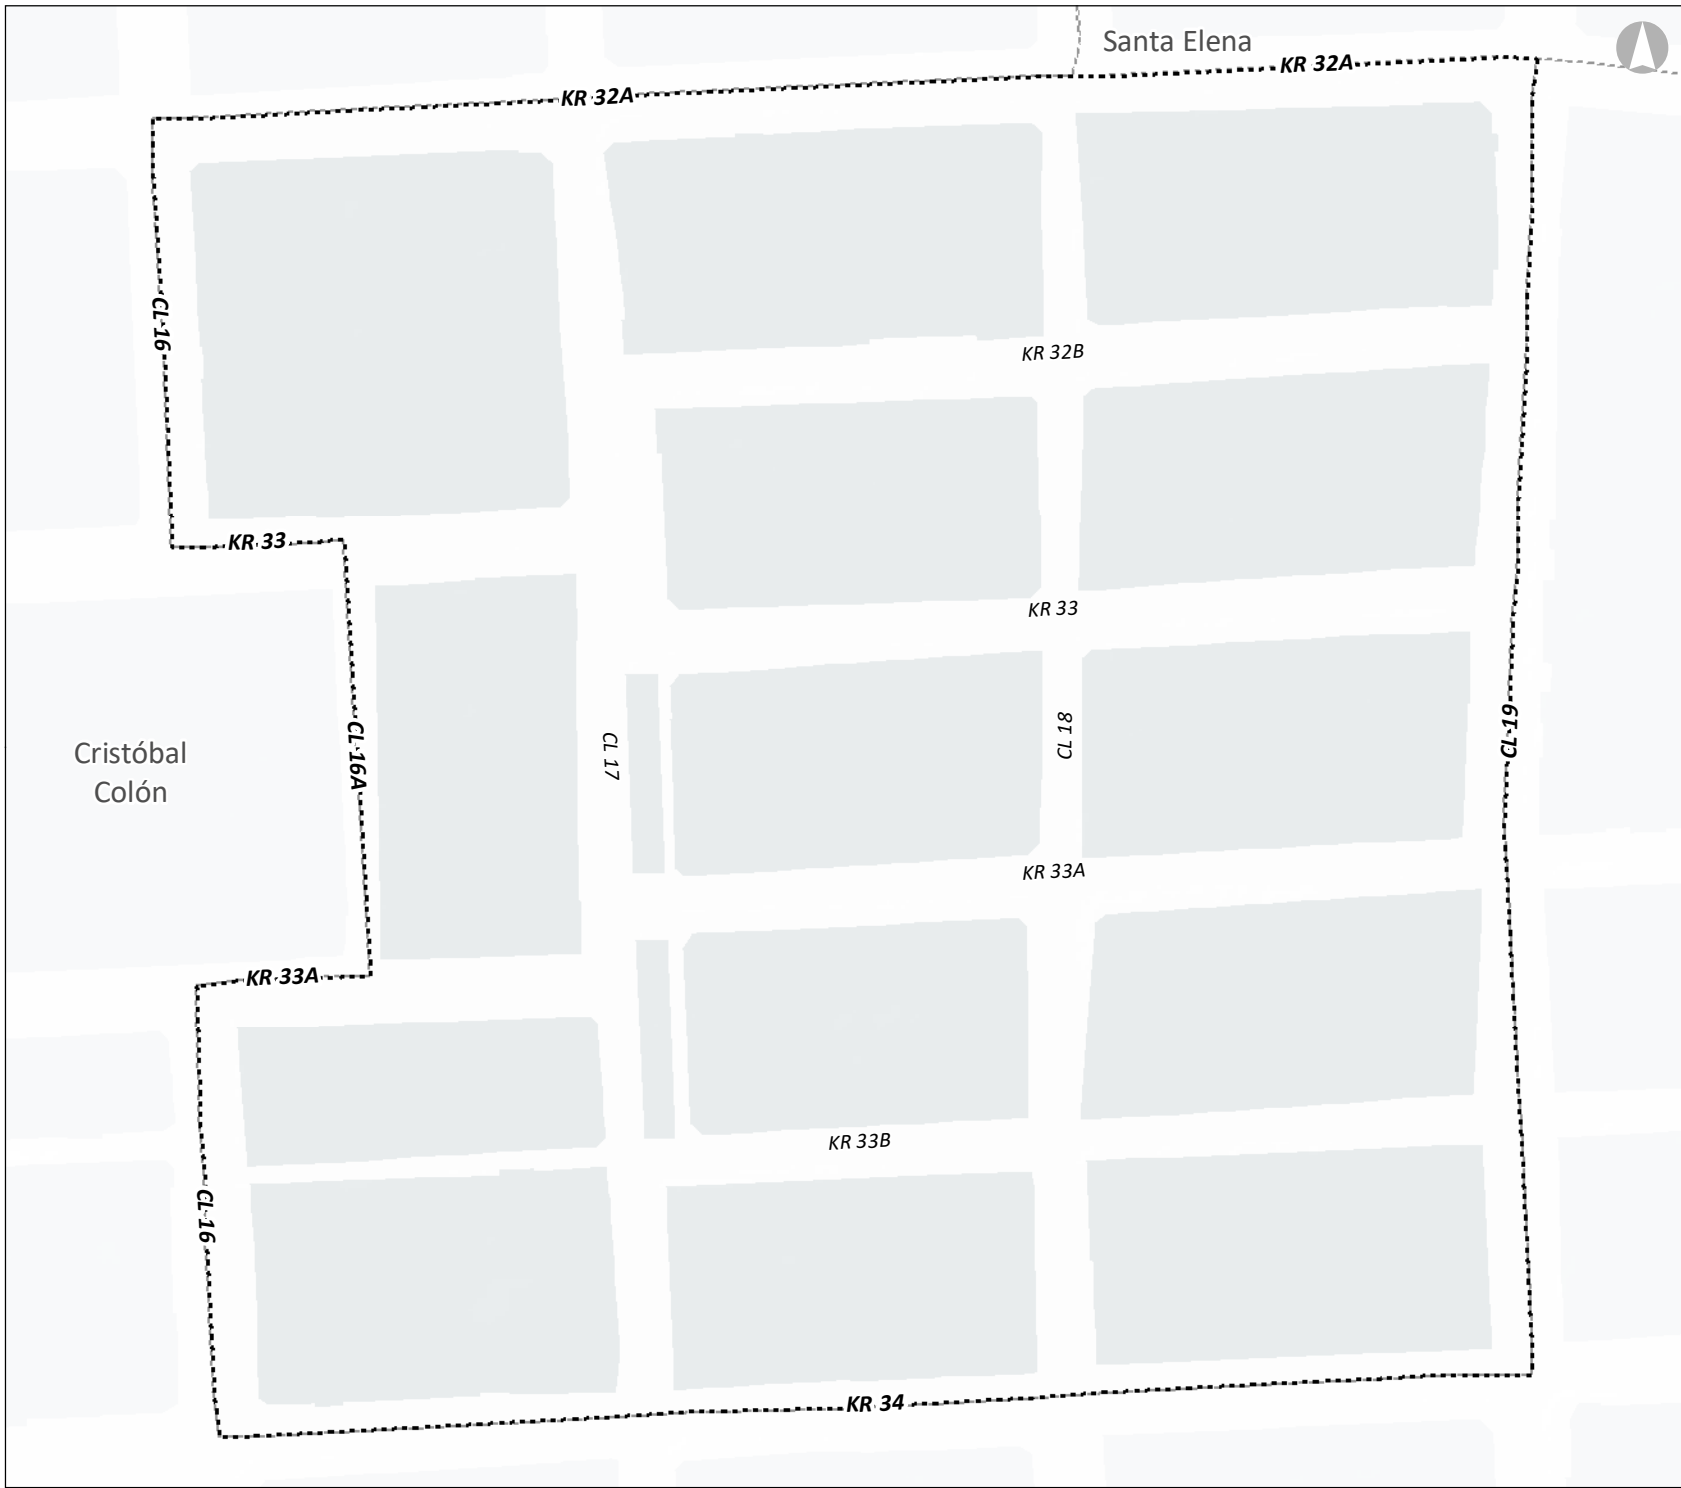 Santa Elena
KR 32A
KR 32A
CL 16
KR 32B
KR 33
KR 33
CL 16A
CL 17
CL 18
CL 19
Cristóbal
Colón
KR 33A
KR 33A
KR 33B
CL 16
KR 34